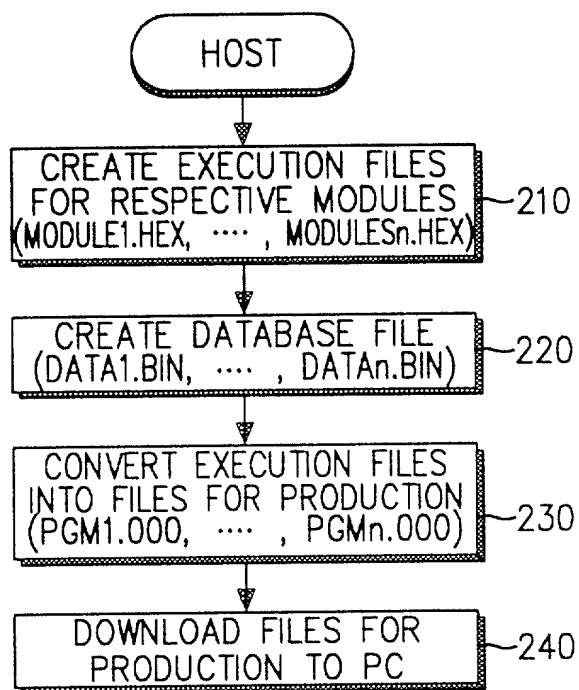 HOST
CREATE EXECUTION FILES
FOR RESPECTIVE MODULES
(MODULE1.HEX, ···· , MODULESn.HEX)
210
CREATE DATABASE FILE
(DATA1.BIN, ···· , DATAn.BIN)
220
CONVERT EXECUTION FILES
INTO FILES FOR PRODUCTION
(PGM1.000, ···· , PGMn.000)
230
DOWNLOAD FILES FOR
PRODUCTION TO PC
240